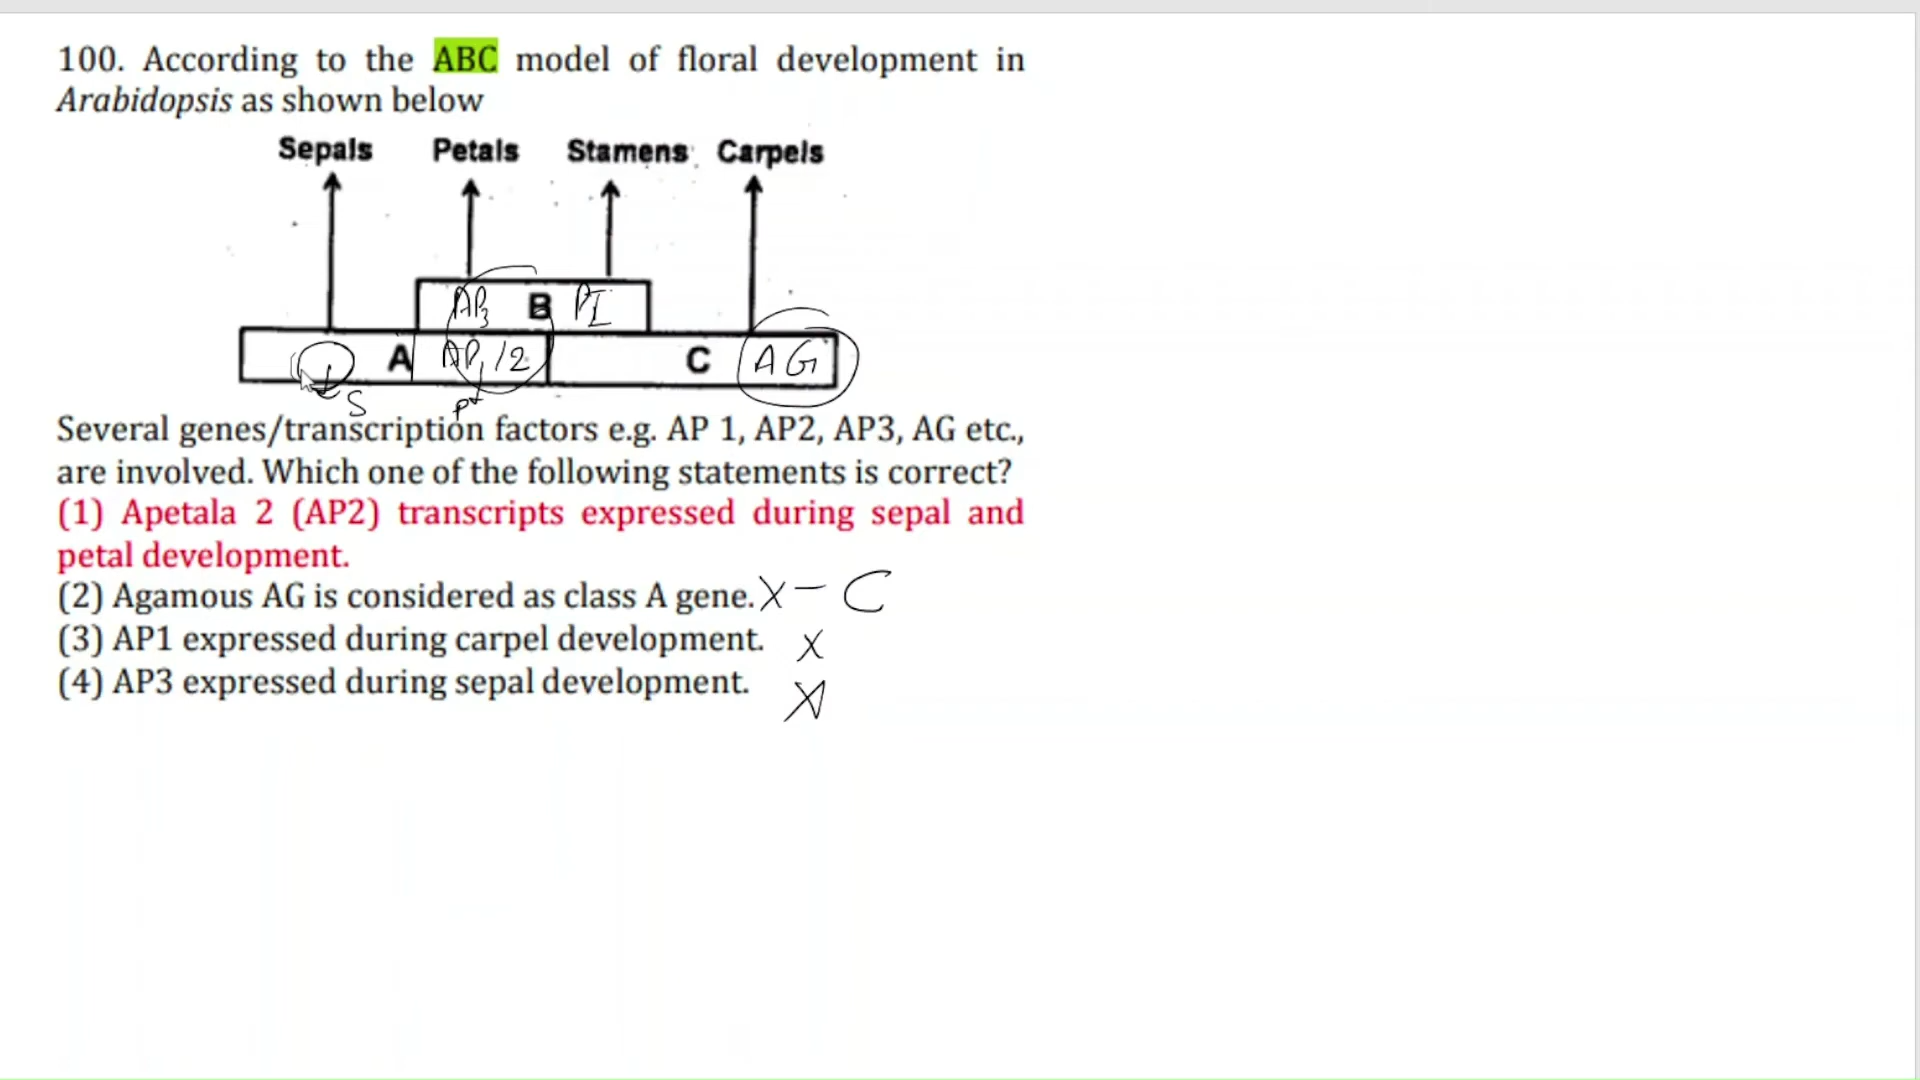 100. According to the ABC model of floral development in
Arabidopsis as shown below
Sepals Petals Stamens Carpels
AP3 B PI
A AP1/2 C AG
S P
Several genes/transcription factors e.g. AP 1, AP2, AP3, AG etc.,
are involved. Which one of the following statements is correct?
(1) Apetala 2 (AP2) transcripts expressed during sepal and
petal development.
(2) Agamous AG is considered as class A gene. X – C
(3) AP1 expressed during carpel development. X
(4) AP3 expressed during sepal development. X